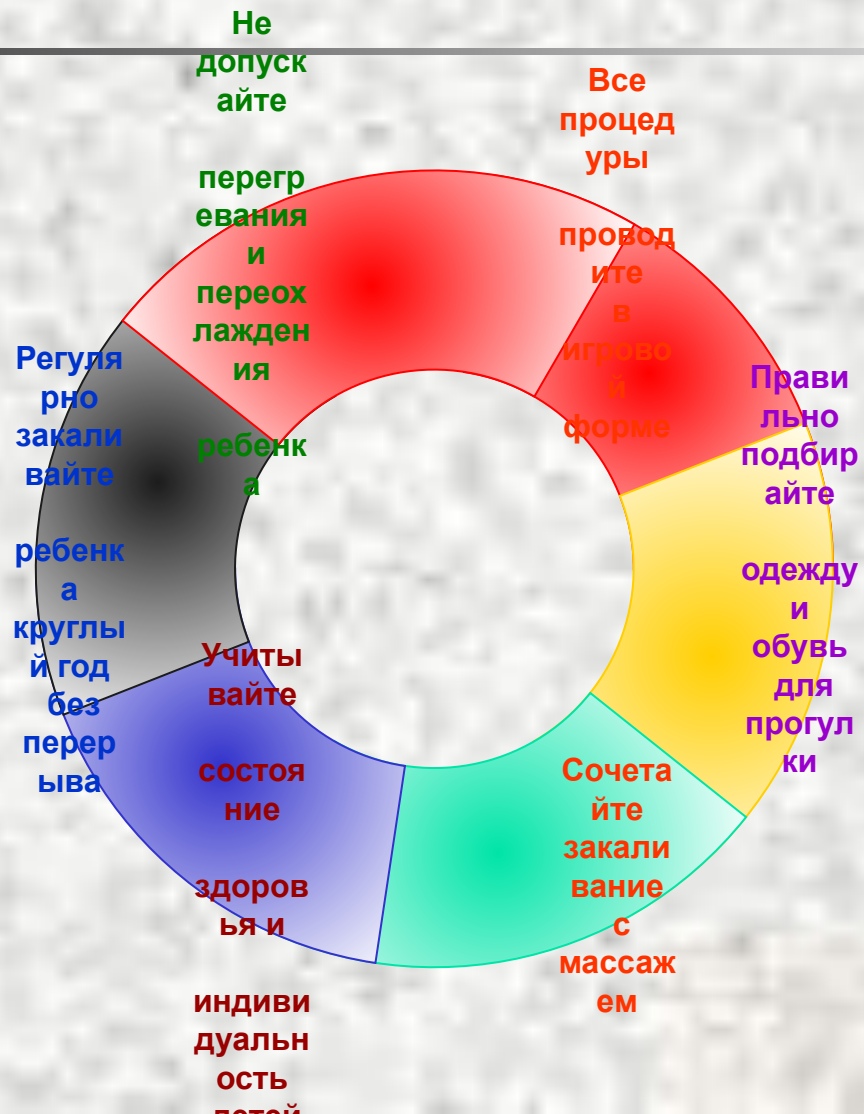 Не
допуск
айте
перегр
евания
и
переох
лажден
ия
ребенк
а
Все
процед
уры
провод
ите
в
игрово
й
форме
Прави
льно
подбир
айте
одежду
и
обувь
для
прогул
ки
Сочета
йте
закали
вание
с
массаж
ем
Учиты
вайте
состоя
ние
здоров
ья и
индиви
дуальн
ость
детей
Регуля
рно
закали
вайте
ребенк
а
круглы
й год
без
перер
ыва